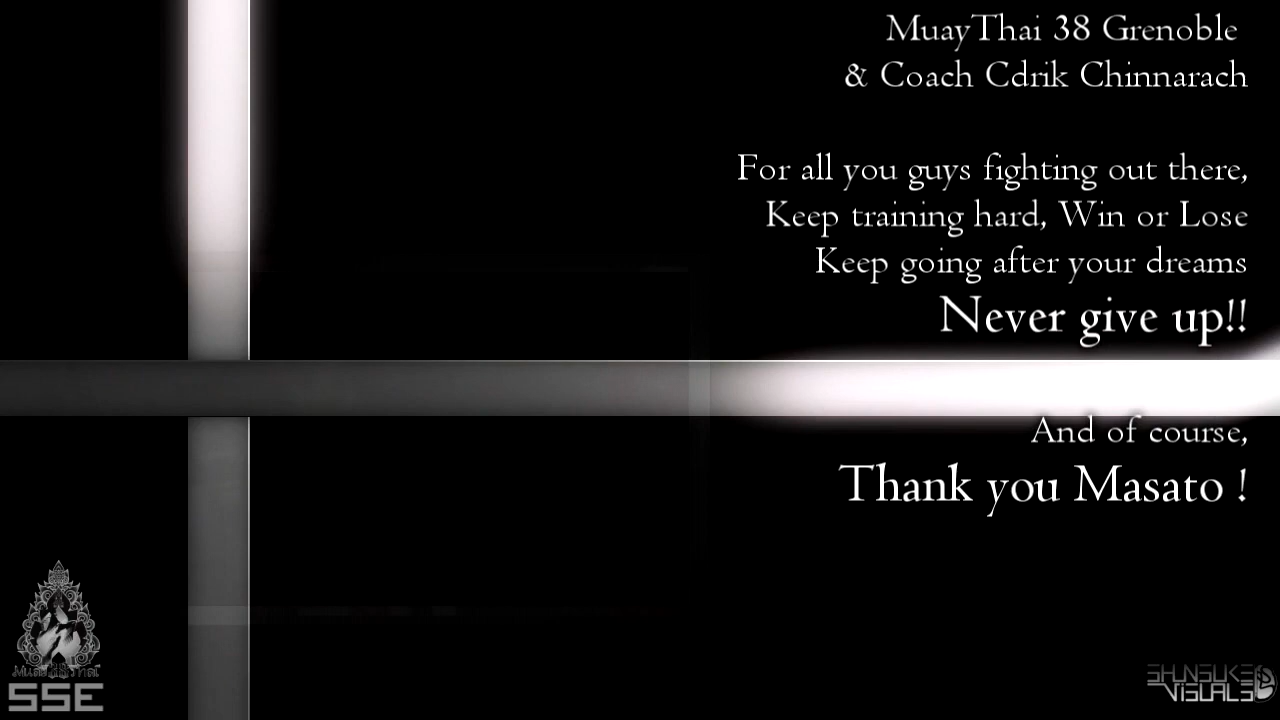 MuayThai 38 Grenoble
& Coach Cdrik Chinnarach
For all you guys fighting out there,
Keep training hard, Win or Lose
Keep going after your dreams
Never give up!!
And of course,
Thank you Masato !
SSE
SHUNSUKE
VISUALS